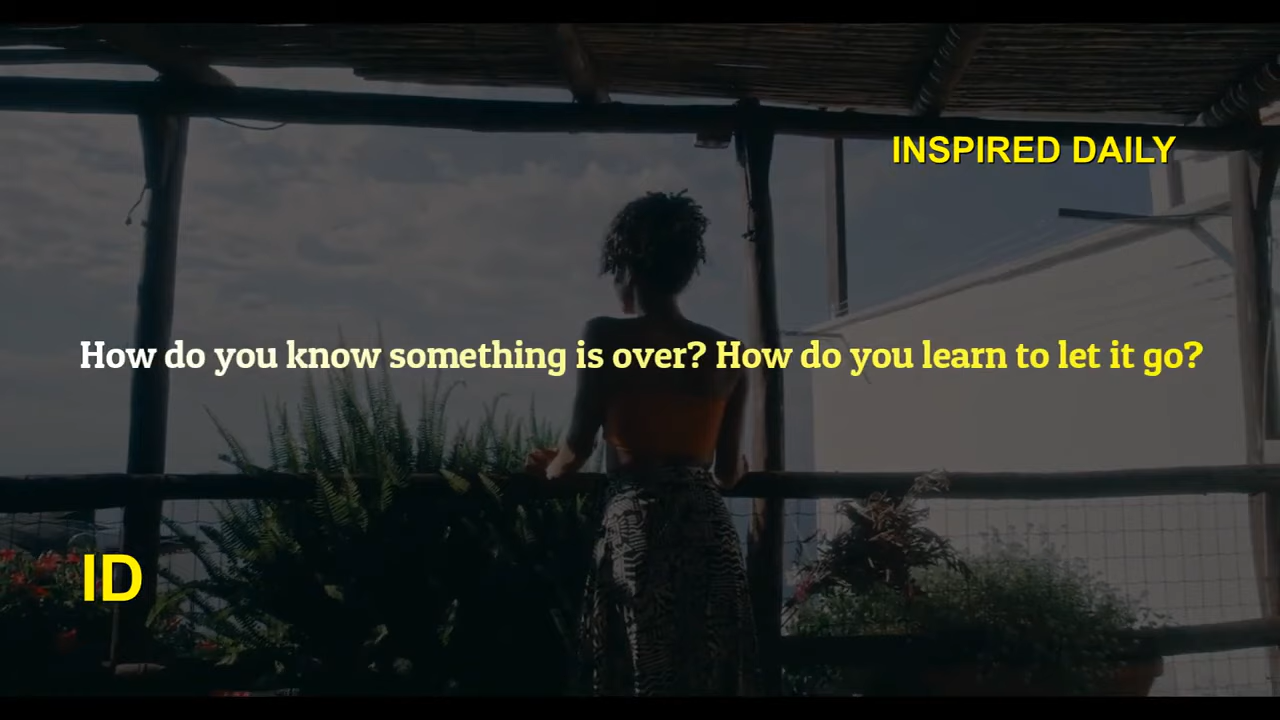 INSPIRED DAILY
How do you know something is over? How do you learn to let it go?
ID